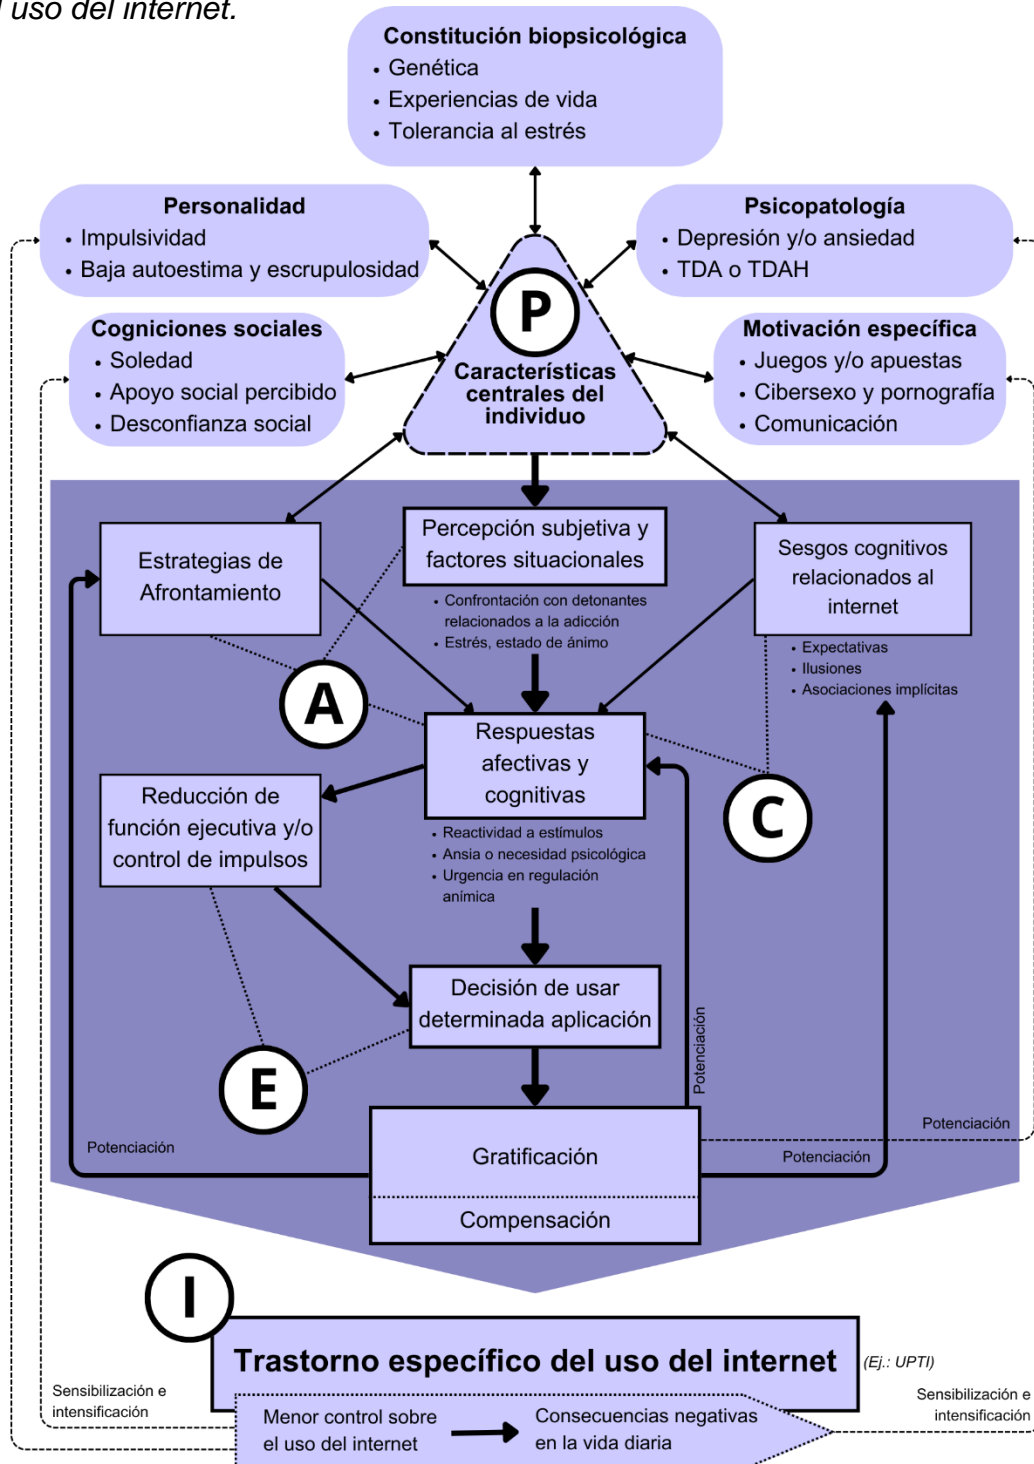 uso del internet.
Constitución biopsicológica
• Genética
• Experiencias de vida
• Tolerancia al estrés
Personalidad
• Impulsividad
• Baja autoestima y escrupulosidad
Psicopatología
• Depresión y/o ansiedad
• TDA o TDAH
Cogniciones sociales
• Soledad
• Apoyo social percibido
• Desconfianza social
P
Características
centrales del
individuo
Motivación específica
• Juegos y/o apuestas
• Cibersexo y pornografía
• Comunicación
Estrategias de
Afrontamiento
Percepción subjetiva y
factores situacionales
• Confrontación con detonantes
relacionados a la adicción
• Estrés, estado de ánimo
Sesgos cognitivos
relacionados al
internet
• Expectativas
• Ilusiones
• Asociaciones implícitas
A
Respuestas
afectivas y
cognitivas
• Reactividad a estímulos
• Ansia o necesidad psicológica
• Urgencia en regulación
anímica
C
Reducción de
función ejecutiva y/o
control de impulsos
Decisión de usar
determinada aplicación
E
Potenciación
Potenciación
Potenciación
Potenciación
Gratificación
Compensación
I
Trastorno específico del uso del internet
(Ej.: UPTI)
Sensibilización e
intensificación
Menor control sobre
el uso del internet
Consecuencias negativas
en la vida diaria
Sensibilización e
intensificación